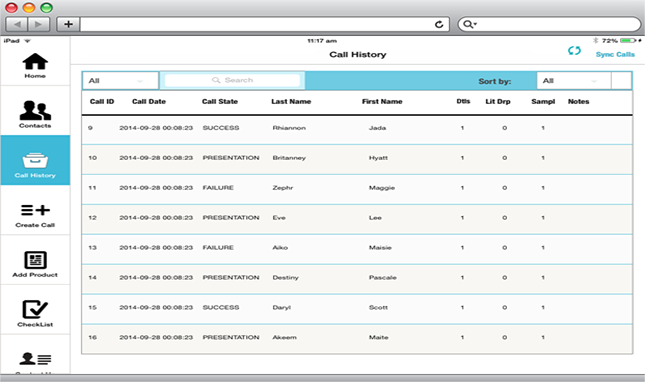 iPad 11:17 am 72%
Call History Sync Calls
Home
Contacts
Call History
Create Call
Add Product
CheckList
All Search Sort by: All
Call ID Call Date Call State Last Name First Name Dtls Lit Drp Sampl Notes
9 2014-09-28 00:08:23 SUCCESS Rhiannon Jada 1 0 1
10 2014-09-28 00:08:23 PRESENTATION Britanney Hyatt 1 0 1
11 2014-09-28 00:08:23 FAILURE Zephr Maggie 1 0 1
12 2014-09-28 00:08:23 PRESENTATION Eve Lee 1 0 1
13 2014-09-28 00:08:23 FAILURE Aiko Maisie 1 0 1
14 2014-09-28 00:08:23 PRESENTATION Destiny Pascale 1 0 1
15 2014-09-28 00:08:23 SUCCESS Daryl Scott 1 0 1
16 2014-09-28 00:08:23 PRESENTATION Akeem Maite 1 0 1